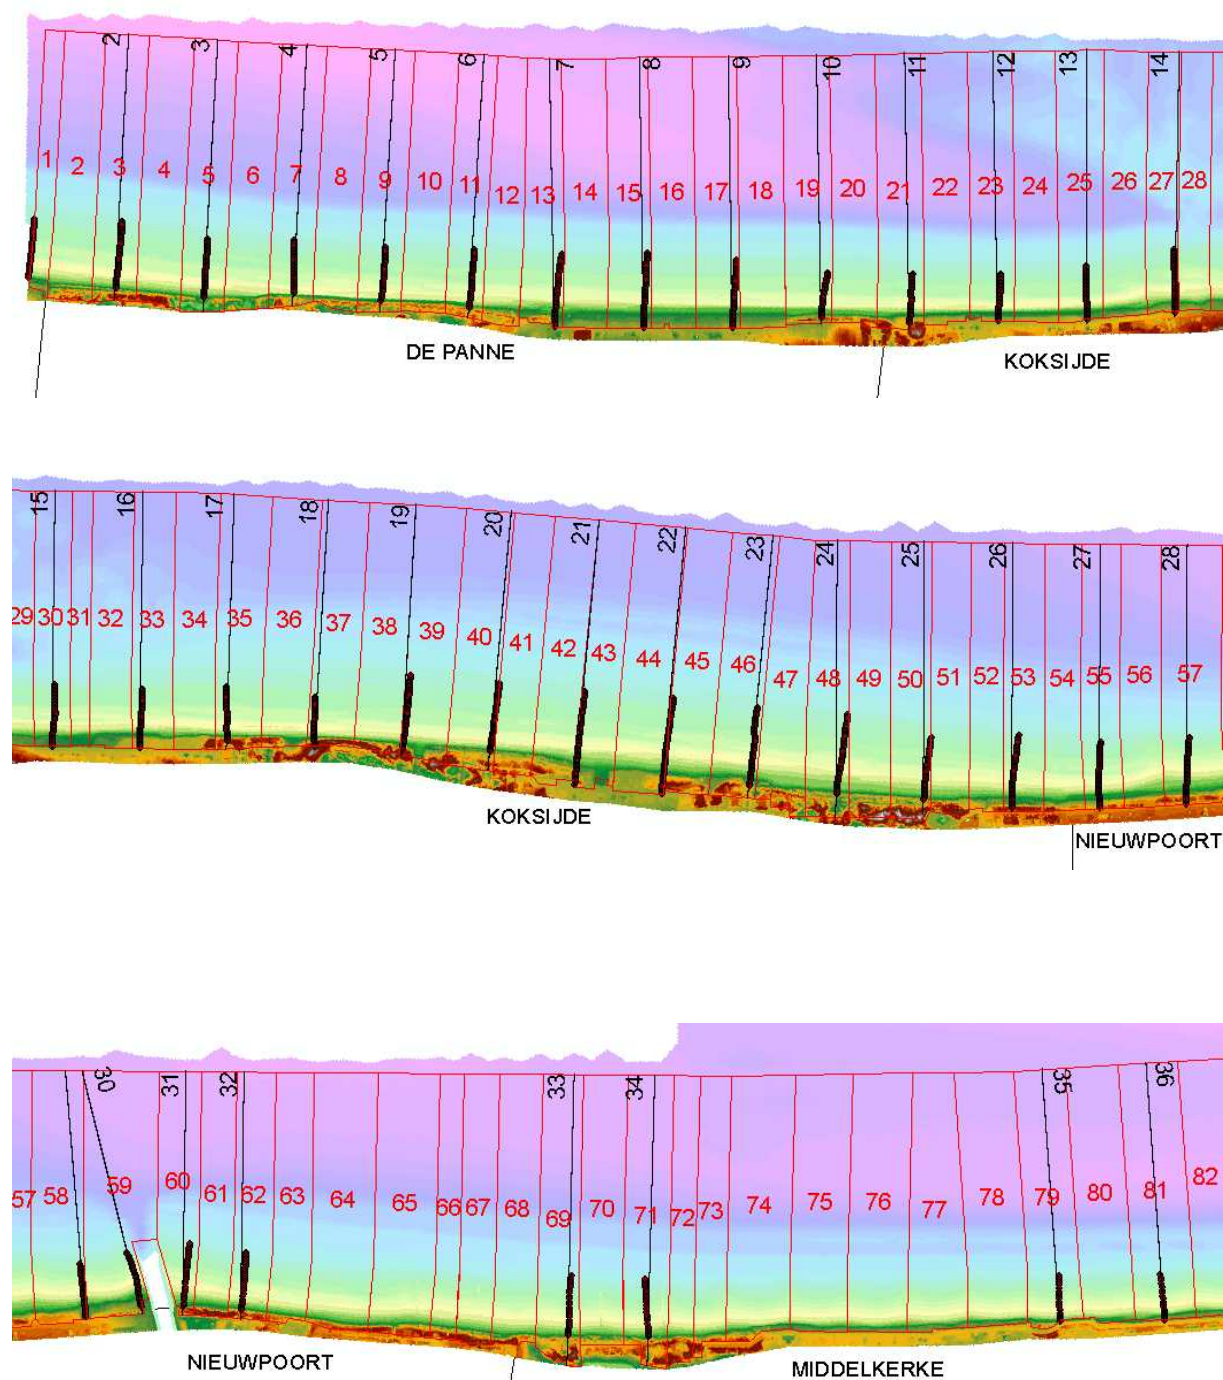 2 3 4 5 6 7 8 9 10 11 12 13 14
1 2 3 4 5 6 7 8 9 10 11 12 13 14 15 16 17 18 19 20 21 22 23 24 25 26 27 28
DE PANNE
KOKSIJDE
15 16 17 18 19 20 21 22 23 24 25 26 27 28
29 30 31 32 33 34 35 36 37 38 39 40 41 42 43 44 45 46 47 48 49 50 51 52 53 54 55 56 57
KOKSIJDE
NIEUWPOORT
30 31 32 33 34 35 36
57 58 59 60 61 62 63 64 65 66 67 68 69 70 71 72 73 74 75 76 77 78 79 80 81 82
NIEUWPOORT
MIDDELKERKE